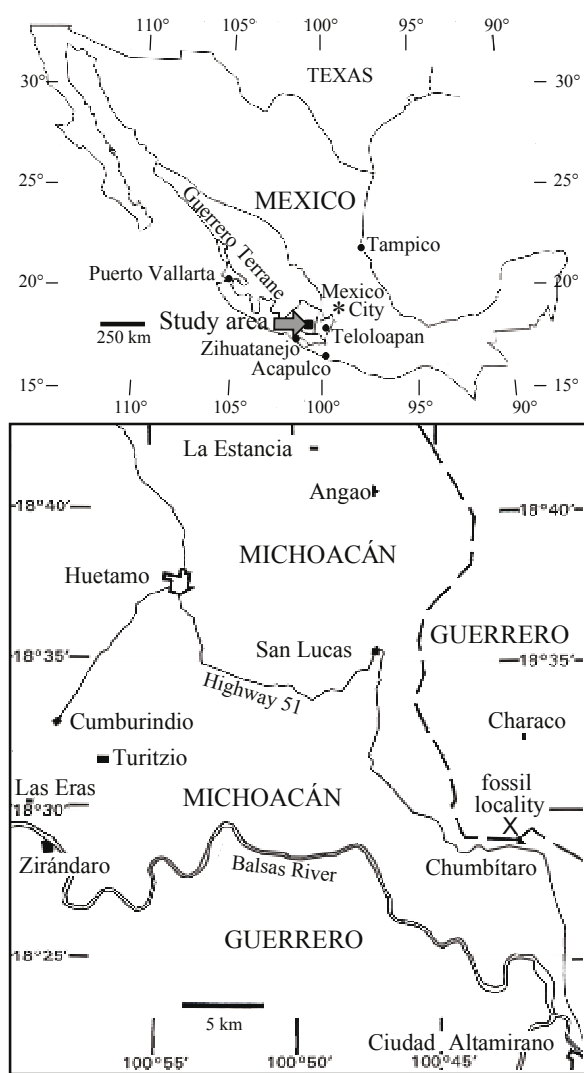 110°
105°
100°
95°
90°
TEXAS
30°
30°
25°
25°
MEXICO
Guerrero Terrane
Tampico
Puerto Vallarta
20°
Mexico
City
20°
Study area
250 km
Teloloapan
Zihuatanejo
Acapulco
15°
15°
110°
105°
100°
95°
90°
La Estancia
Angao
18°40'
18°40'
MICHOACÁN
Huetamo
GUERRERO
San Lucas
18°35'
18°35'
Highway 51
Cumburindio
Characo
Turitzio
fossil
locality
Las Eras
18°30'
18°30'
MICHOACÁN
X
Zirándaro
Balsas River
Chumbítaro
GUERRERO
18°25'
18°25'
5 km
Ciudad Altamirano
100°55'
100°50'
100°45'